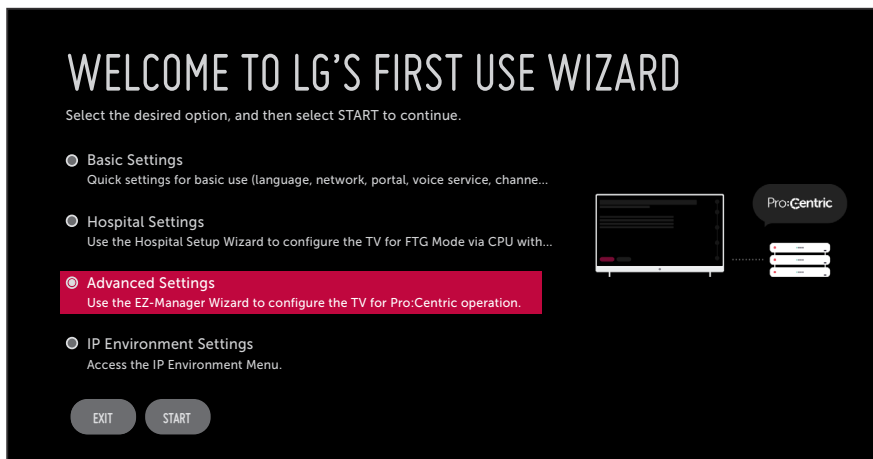 WELCOME TO LG'S FIRST USE WIZARD
Select the desired option, and then select START to continue.
Basic Settings
Quick settings for basic use (language, network, portal, voice service, channe...
Hospital Settings
Use the Hospital Setup Wizard to configure the TV for FTG Mode via CPU with...
Advanced Settings
Use the EZ-Manager Wizard to configure the TV for Pro:Centric operation.
IP Environment Settings
Access the IP Environment Menu.
Pro:Centric
EXIT
START